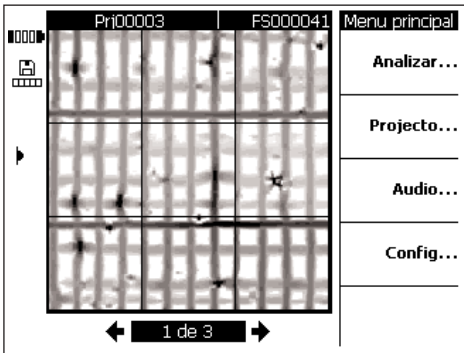 Prj00003 FS000041 Menu principal
Analizar...
Projecto...
Audio...
Config...
1 de 3